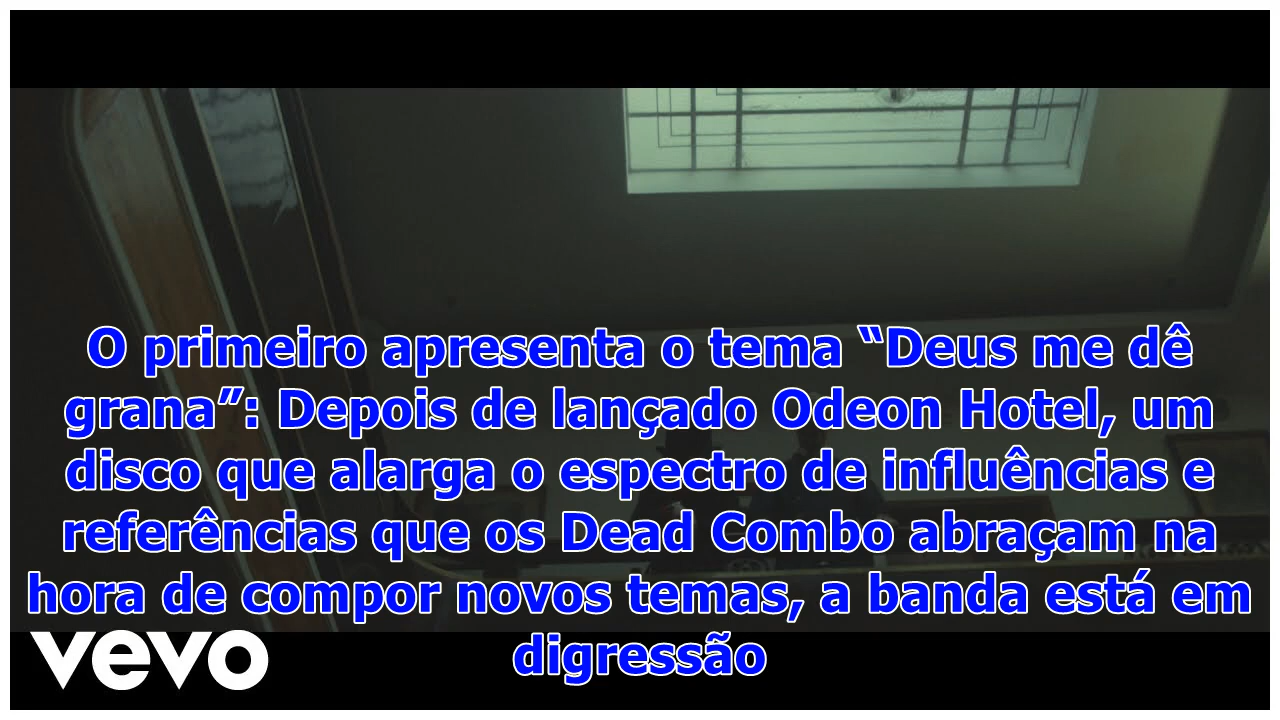 O primeiro apresenta o tema “Deus me dê
grana”: Depois de lançado Odeon Hotel, um
disco que alarga o espectro de influências e
referências que os Dead Combo abraçam na
hora de compor novos temas, a banda está em
digressão
vevo